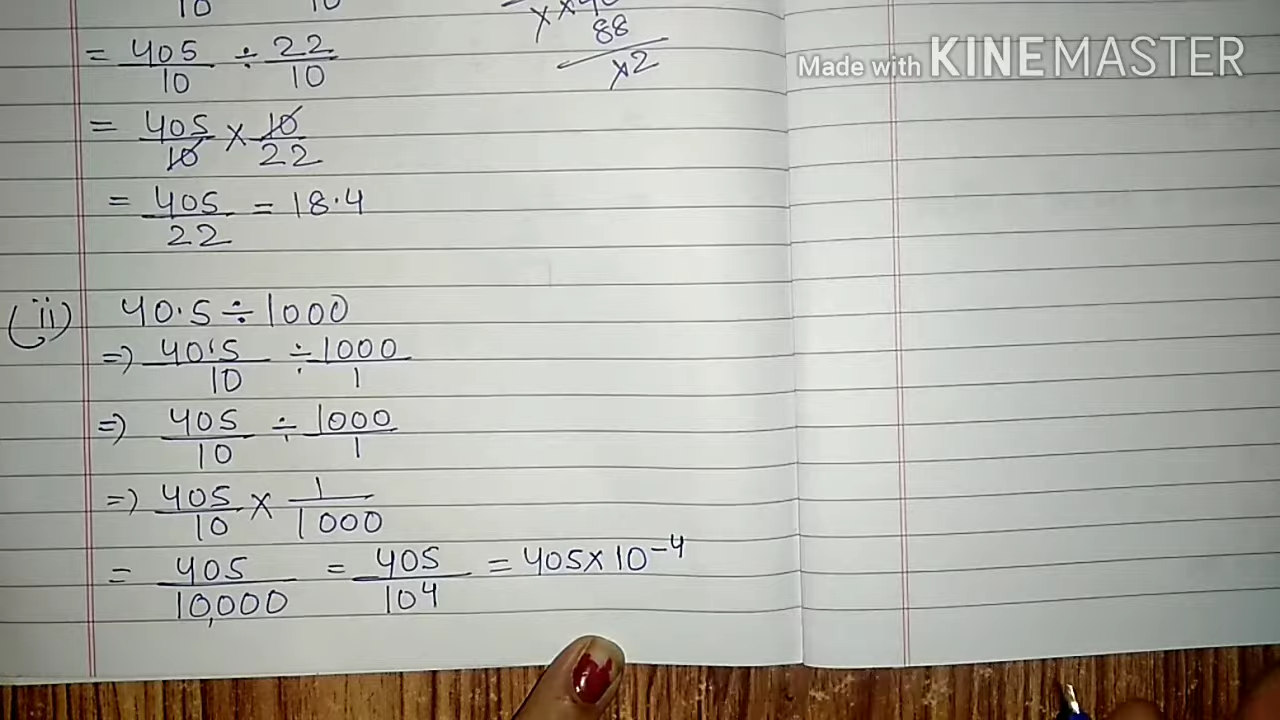 10 10
= 405/10 ÷ 22/10
88
×2
Made with KINEMASTER
= 405/10 × 10/22
= 405/22 = 18.4
(ii) 40.5 ÷ 1000
=) 40.5/10 ÷ 1000/1
=) 405/10 ÷ 1000/1
=) 405/10 × 1/1000
= 405/10,000 = 405/10⁴ = 405×10⁻⁴